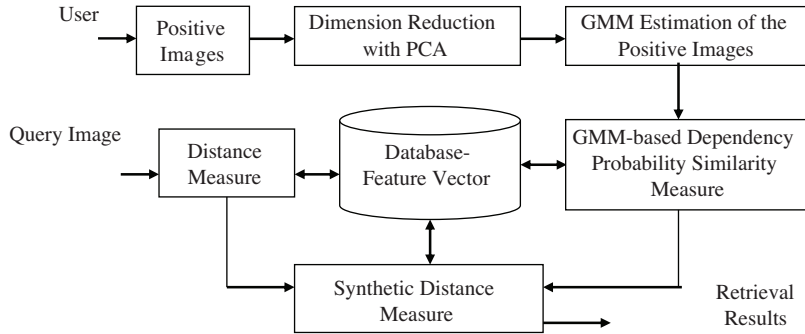 User
Positive
Images
Dimension Reduction
with PCA
GMM Estimation of the
Positive Images
Query Image
Distance
Measure
Database-
Feature Vector
GMM-based Dependency
Probability Similarity
Measure
Synthetic Distance
Measure
Retrieval
Results